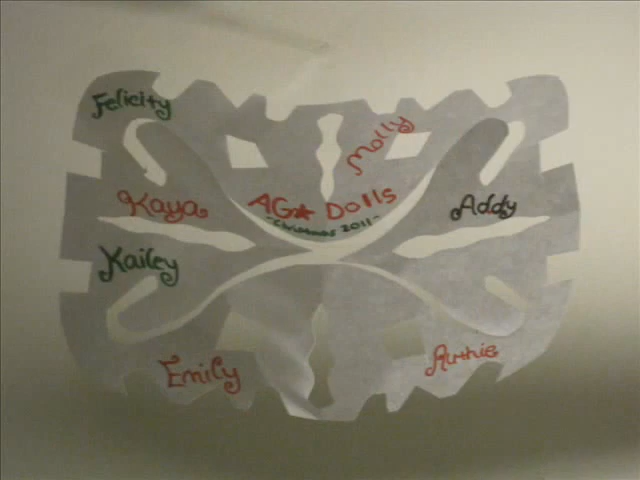 Felicity
Molly
Kaya
AG★ Dolls
-Christmas 2011-
Addy
Kailey
Emily
Ruthie